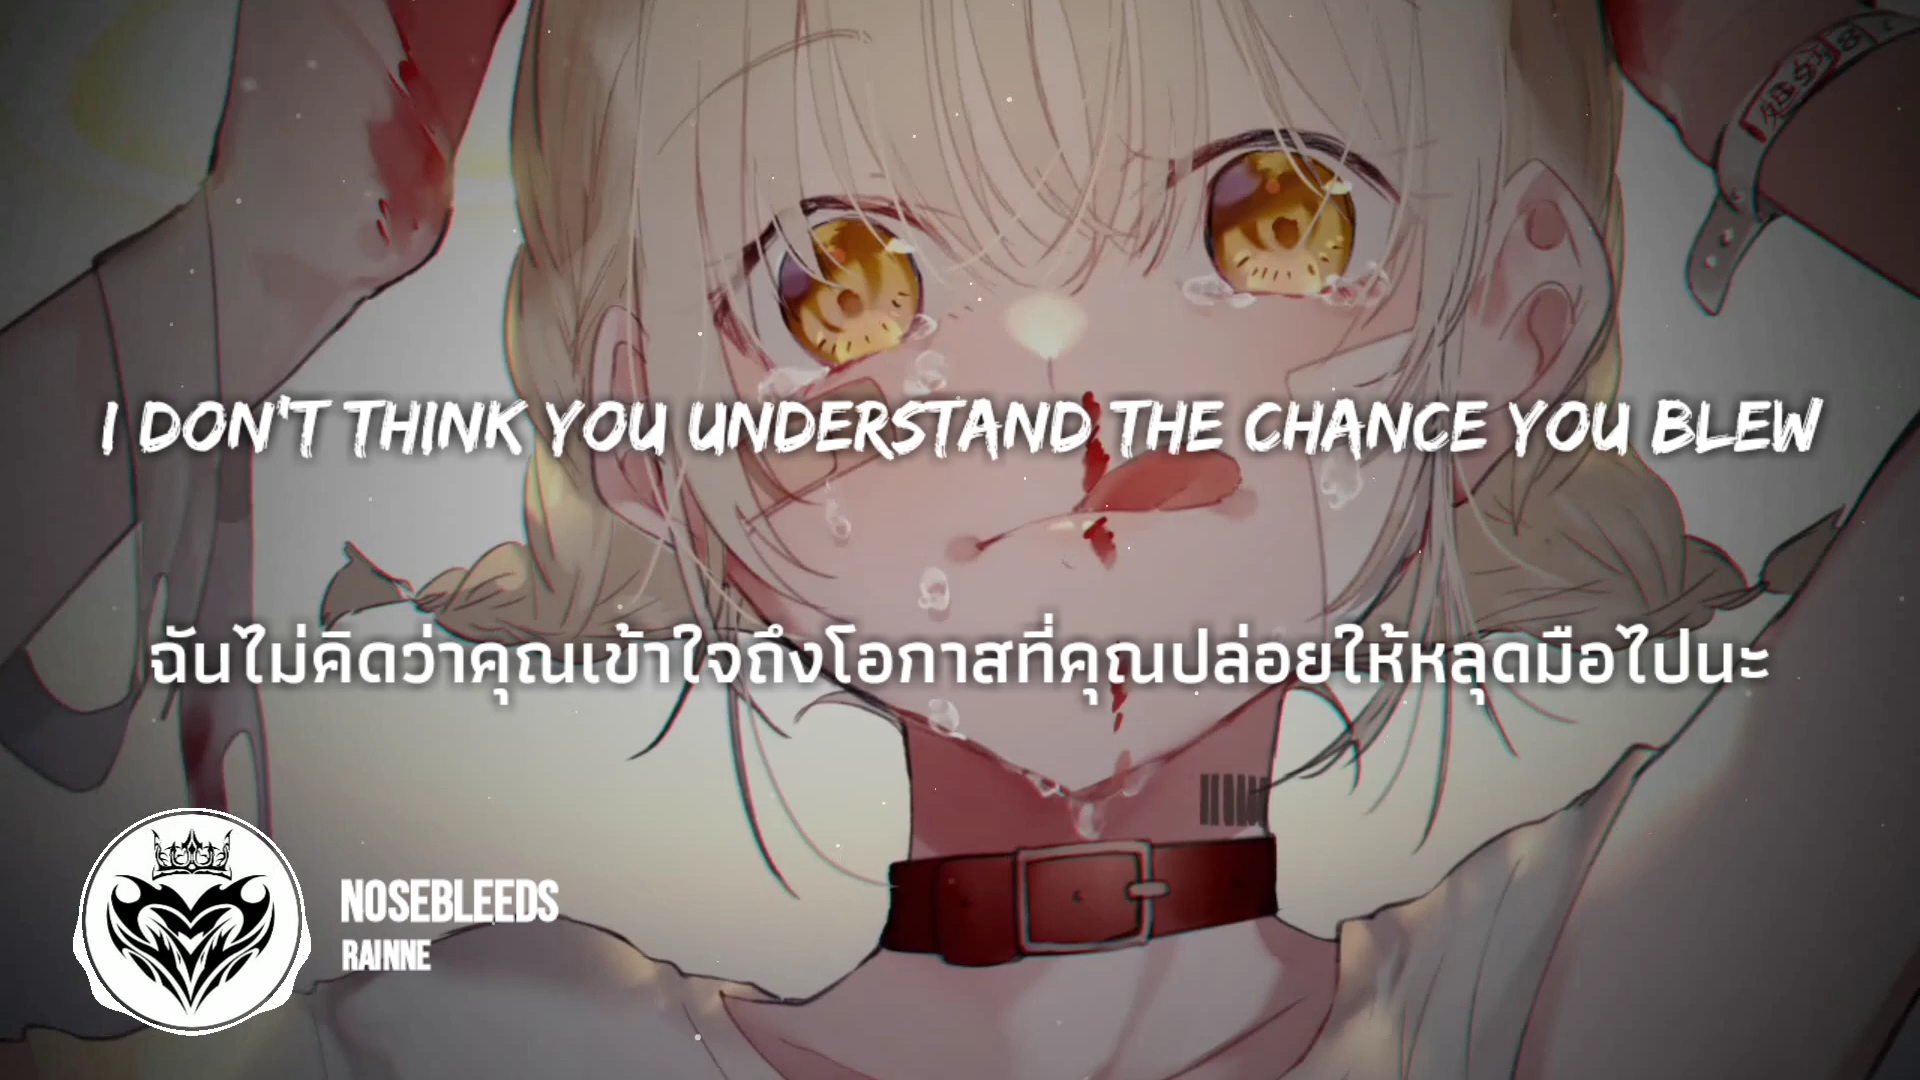 I DON'T THINK YOU UNDERSTAND THE CHANCE YOU BLEW
ฉันไม่คิดว่าคุณเข้าใจถึงโอกาสที่คุณปล่อยให้หลุดมือไปนะ
NOSEBLEEDS
RAINNE